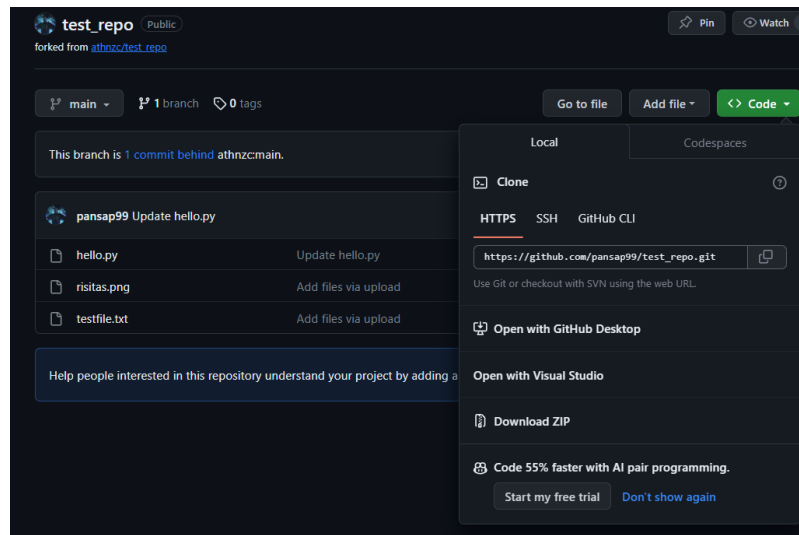 test_repo Public
Pin
Watch
forked from athnzc/test_repo
main
1 branch
0 tags
Go to file
Add file
<> Code
This branch is 1 commit behind athnzc:main.
pansap99 Update hello.py
hello.py Update hello.py
risitas.png Add files via upload
testfile.txt Add files via upload
Help people interested in this repository understand your project by adding a
Local
Codespaces
Clone
HTTPS SSH GitHub CLI
https://github.com/pansap99/test_repo.git
Use Git or checkout with SVN using the web URL.
Open with GitHub Desktop
Open with Visual Studio
Download ZIP
Code 55% faster with AI pair programming.
Start my free trial
Don't show again